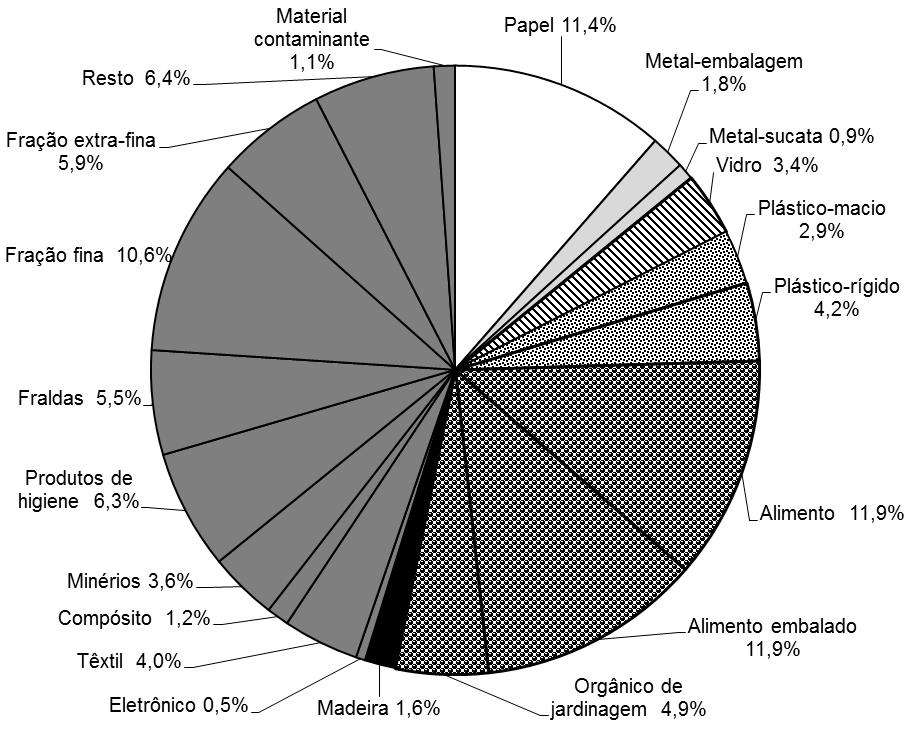 Papel 11,4%
Metal-embalagem
1,8%
Metal-sucata 0,9%
Vidro 3,4%
Plástico-macio
2,9%
Plástico-rígido
4,2%
Alimento 11,9%
Alimento embalado
11,9%
Orgânico de
jardinagem 4,9%
Madeira 1,6%
Eletrônico 0,5%
Têxtil 4,0%
Compósito 1,2%
Minérios 3,6%
Produtos de
higiene 6,3%
Fraldas 5,5%
Fração fina 10,6%
Fração extra-fina
5,9%
Resto 6,4%
Material
contaminante
1,1%